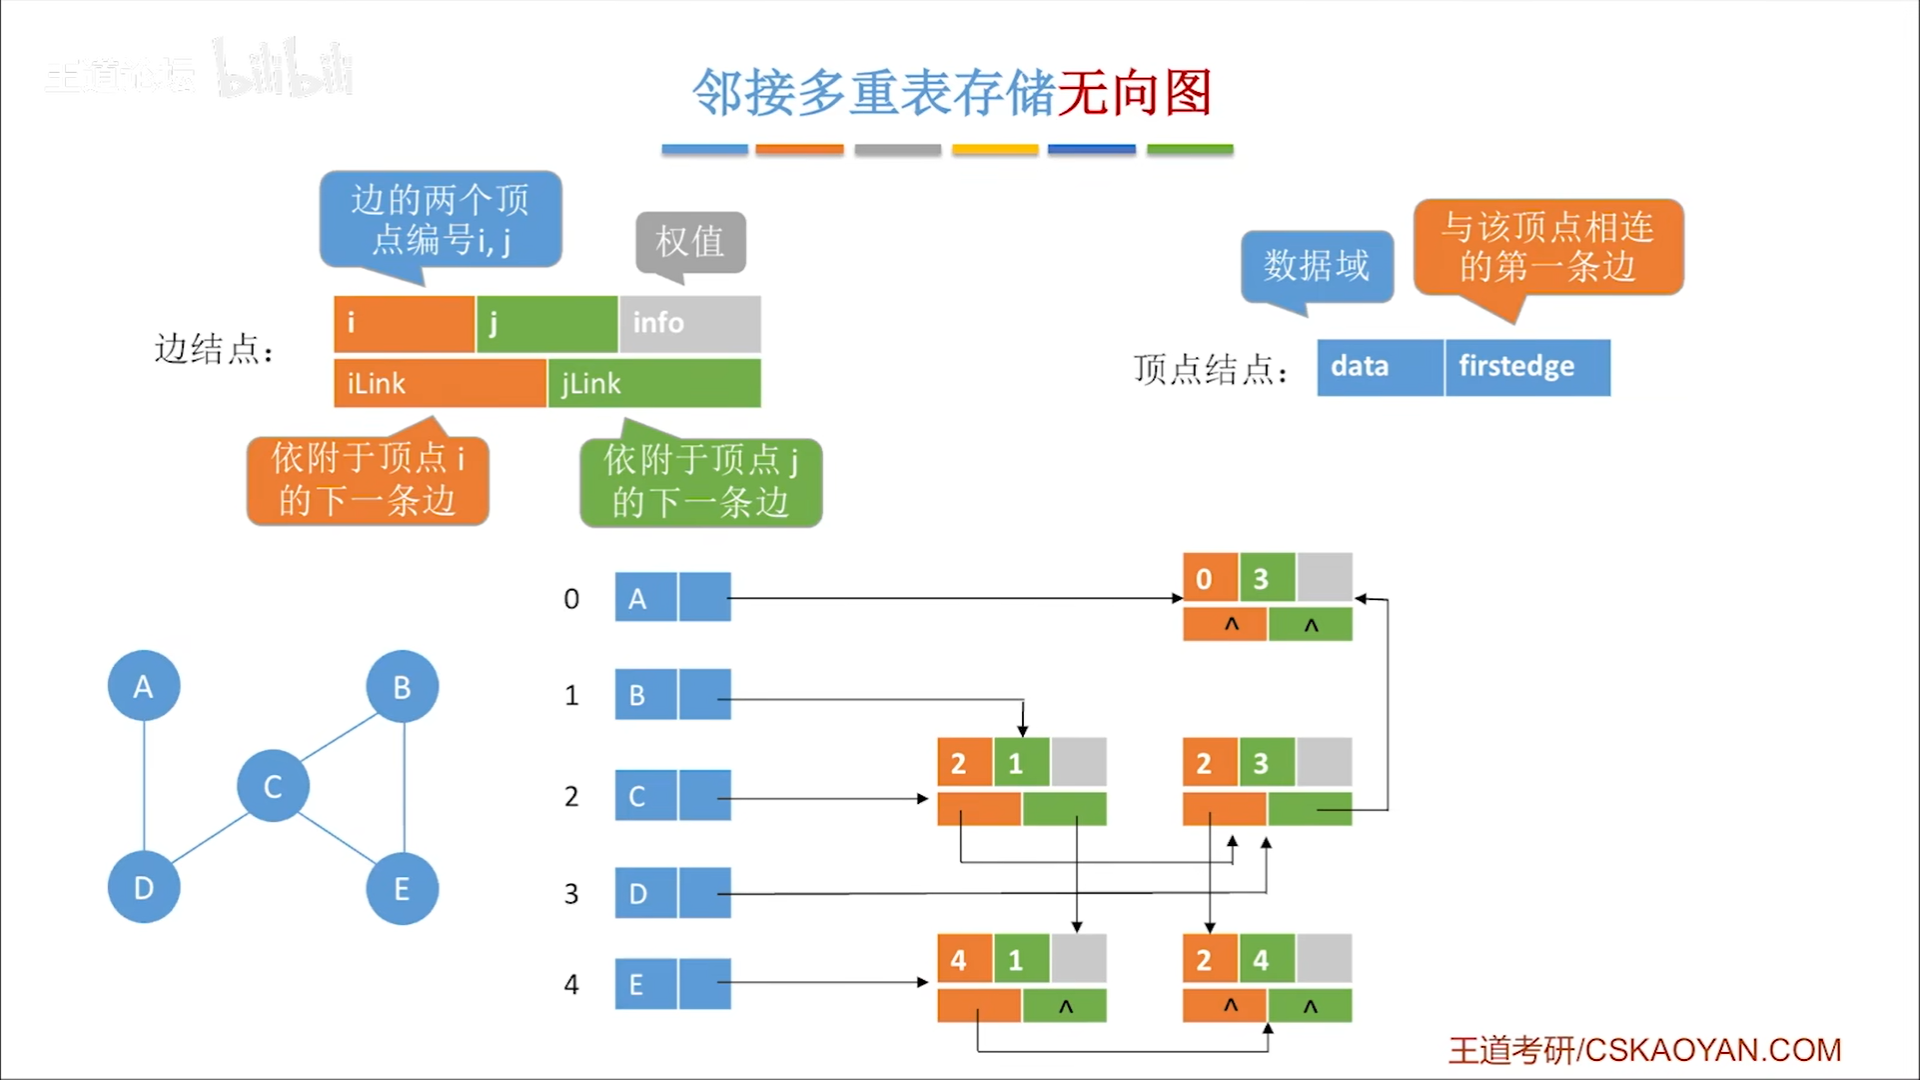 王道论坛 bilibili
邻接多重表存储无向图
边的两个顶
点编号i, j
权值
数据域
与该顶点相连
的第一条边
边结点：
i j info
iLink jLink
顶点结点：
data firstedge
依附于顶点 i
的下一条边
依附于顶点 j
的下一条边
0 A
0 3
^ ^
1 B
2 1
2 3
2 C
3 D
4 E
4 1
^
2 4
^ ^
A
B
C
D
E
王道考研/CSKAOYAN.COM